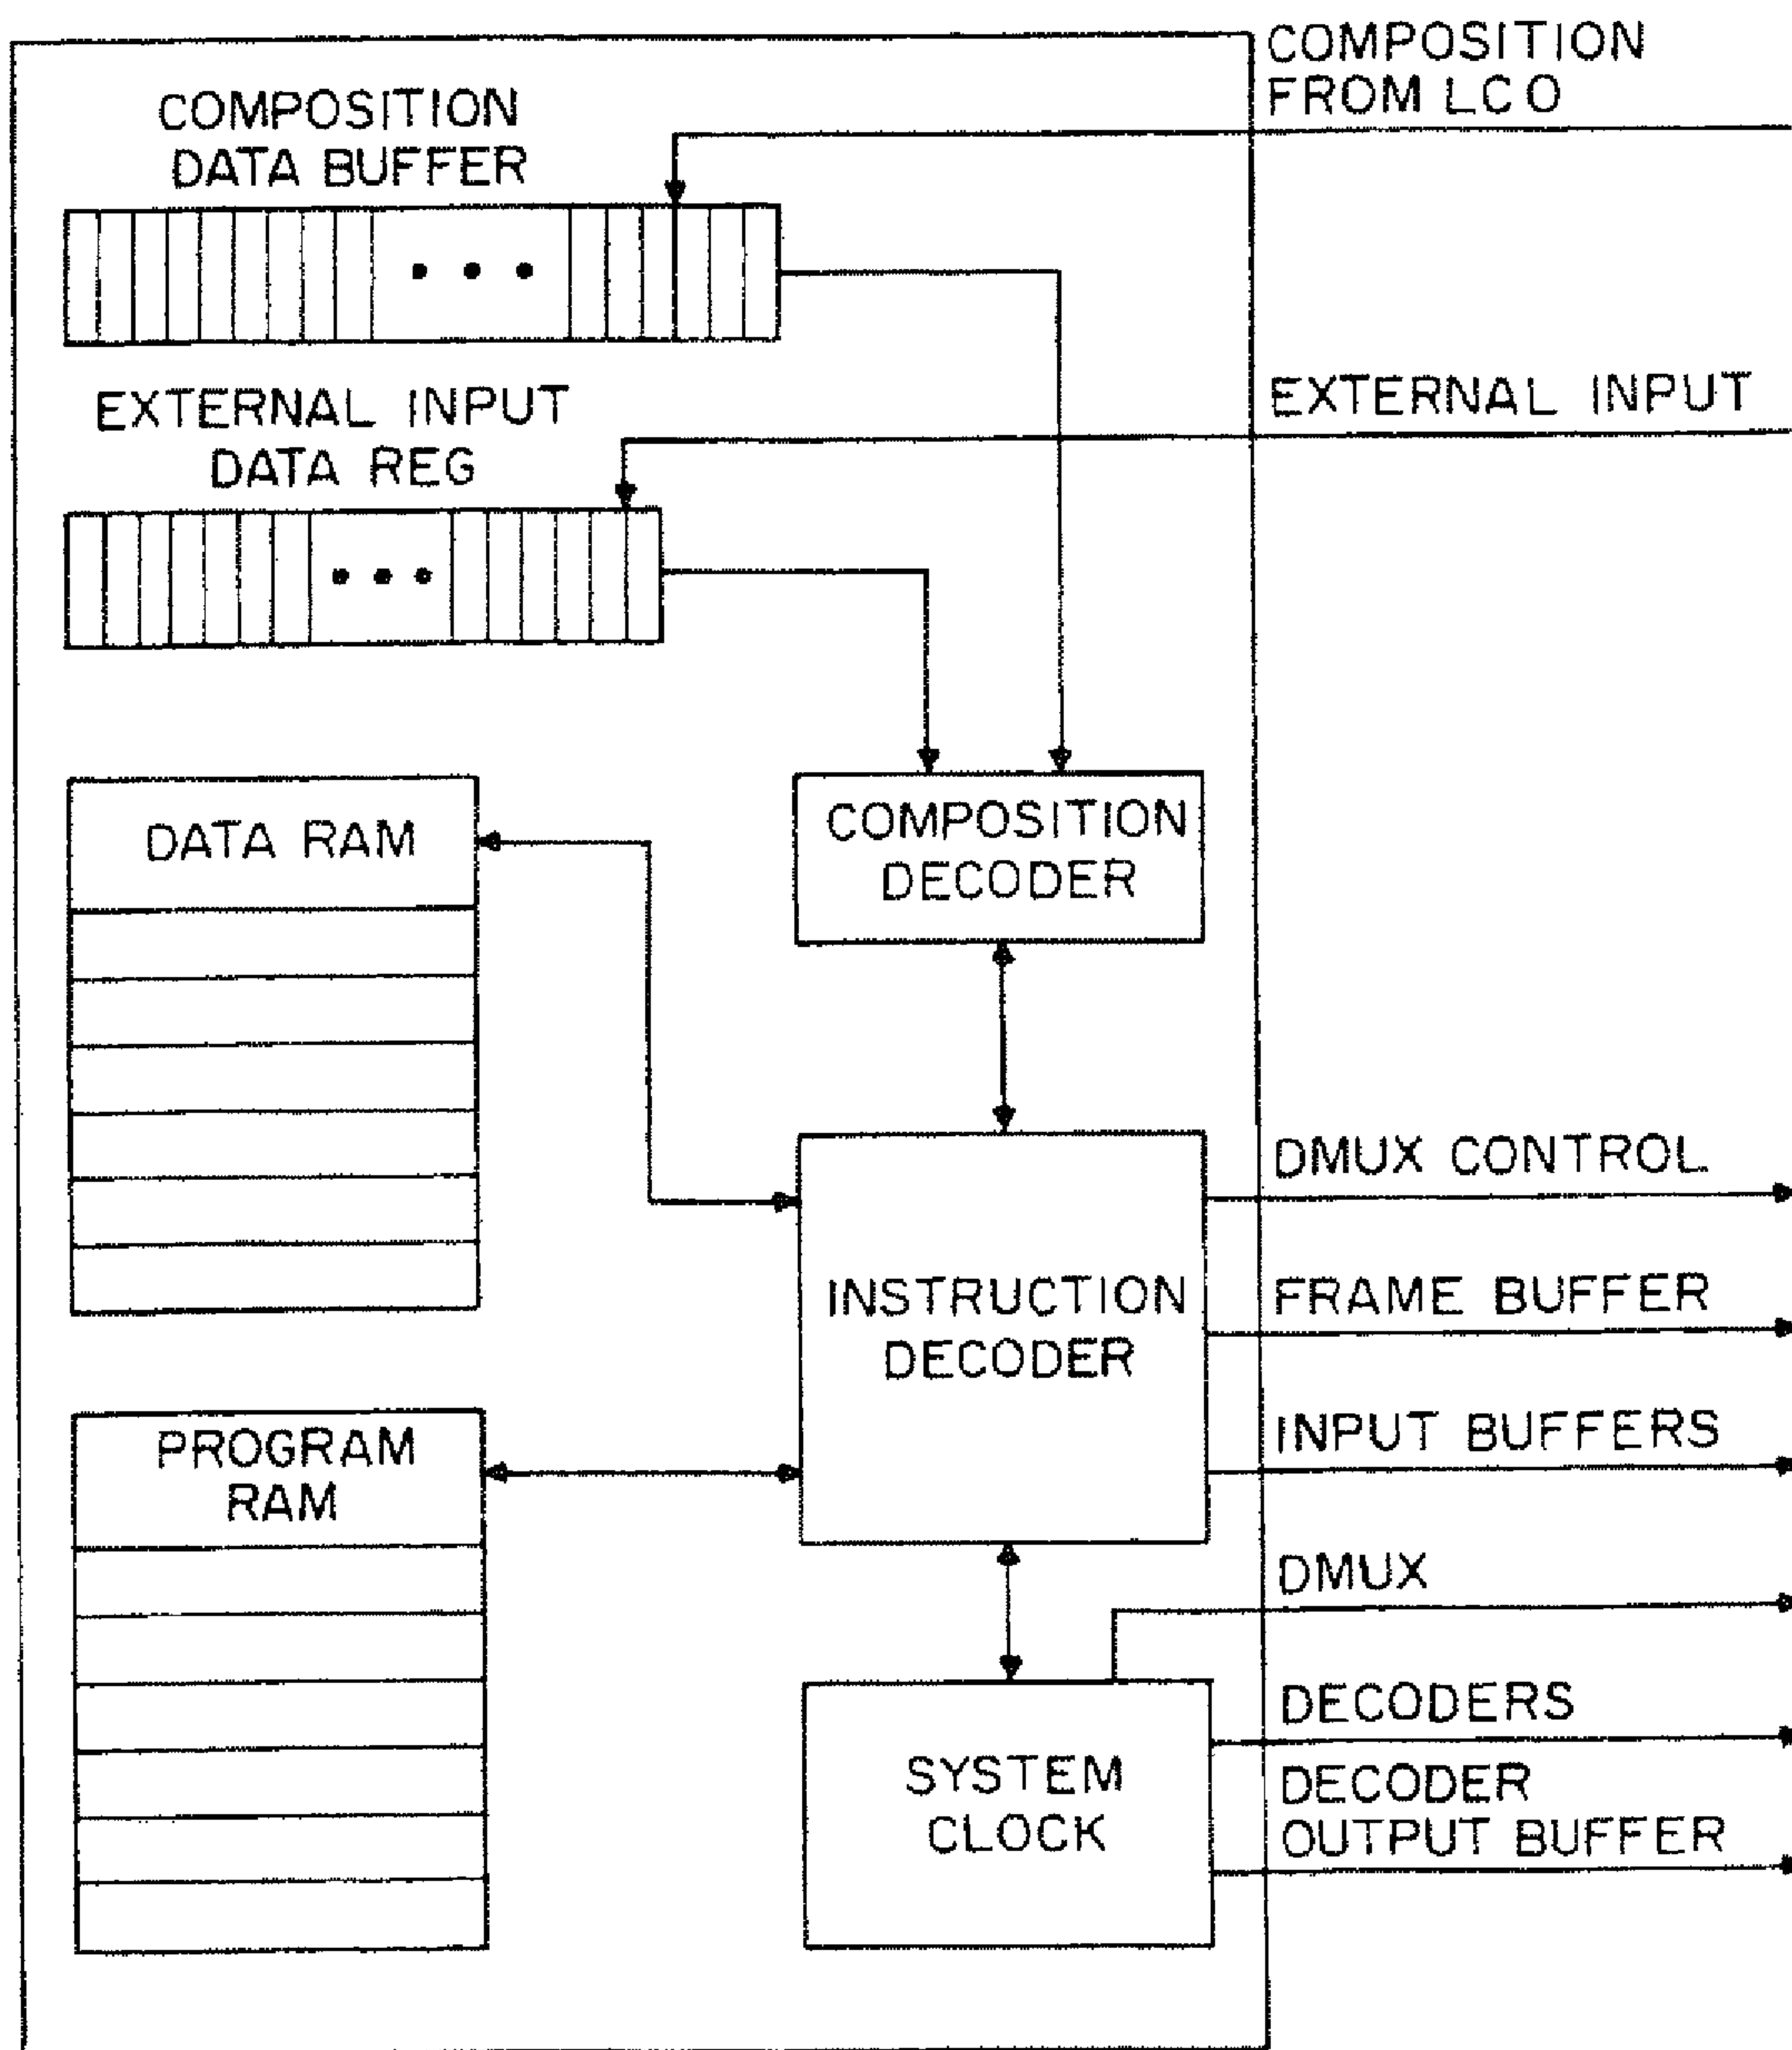 COMPOSITION
FROM LCO
COMPOSITION
DATA BUFFER
EXTERNAL INPUT
EXTERNAL INPUT
DATA REG
DATA RAM
COMPOSITION
DECODER
DMUX CONTROL
INSTRUCTION
DECODER
FRAME BUFFER
INPUT BUFFERS
PROGRAM
RAM
DMUX
SYSTEM
CLOCK
DECODERS
DECODER
OUTPUT BUFFER